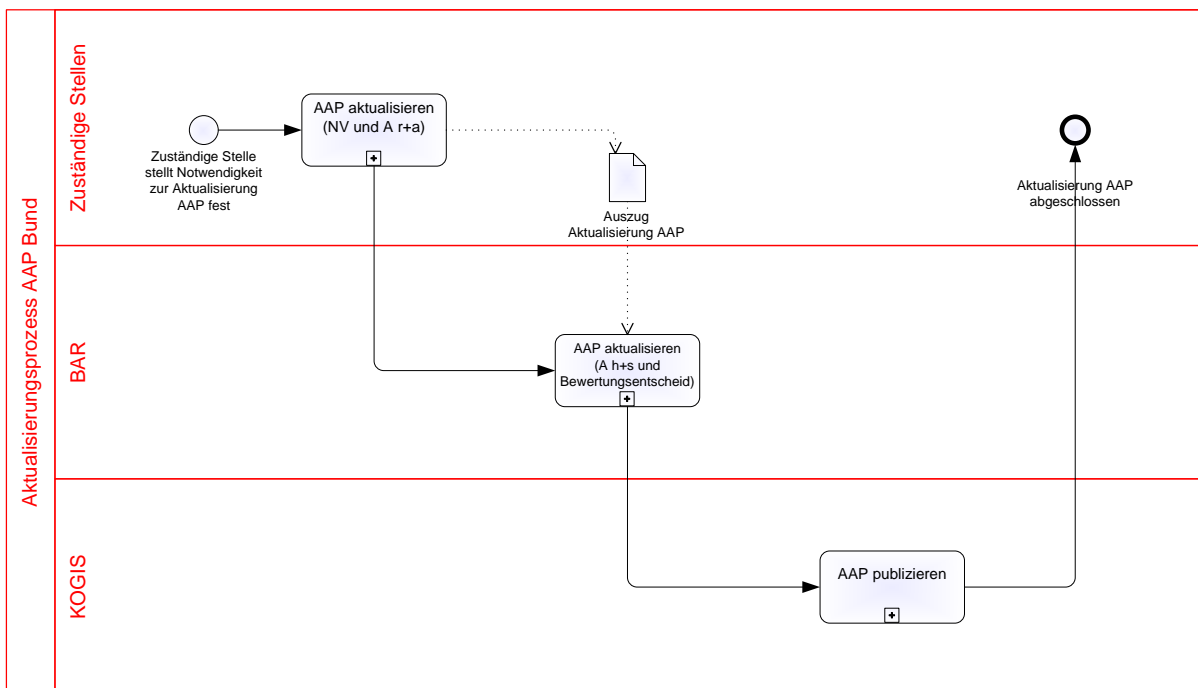 Aktualisierungsprozess AAP Bund
Zuständige Stellen
Zuständige Stelle
stellt Notwendigkeit
zur Aktualisierung
AAP fest
AAP aktualisieren
(NV und A r+a)
Auszug
Aktualisierung AAP
Aktualisierung AAP
abgeschlossen
BAR
AAP aktualisieren
(A h+s und
Bewertungsentscheid)
KOGIS
AAP publizieren